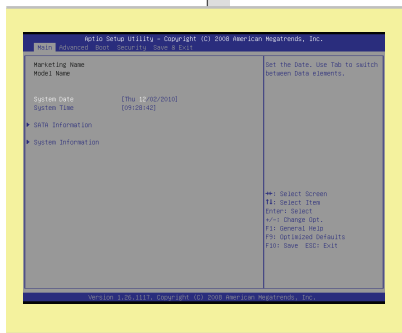 Aptio Setup Utility - Copyright (C) 2008 American Megatrends, Inc.
Main Advanced Boot Security Save & Exit
Marketing Name
Model Name
System Date [Thu 12/02/2010]
System Time [09:28:42]
SATA Information
System Information
Set the Date. Use Tab to switch
between Data elements.
↔: Select Screen
↑↓: Select Item
Enter: Select
+/-: Change Opt.
F1: General Help
F9: Optimized Defaults
F10: Save ESC: Exit
Version 1.26.1117. Copyright (C) 2008 American Megatrends, Inc.